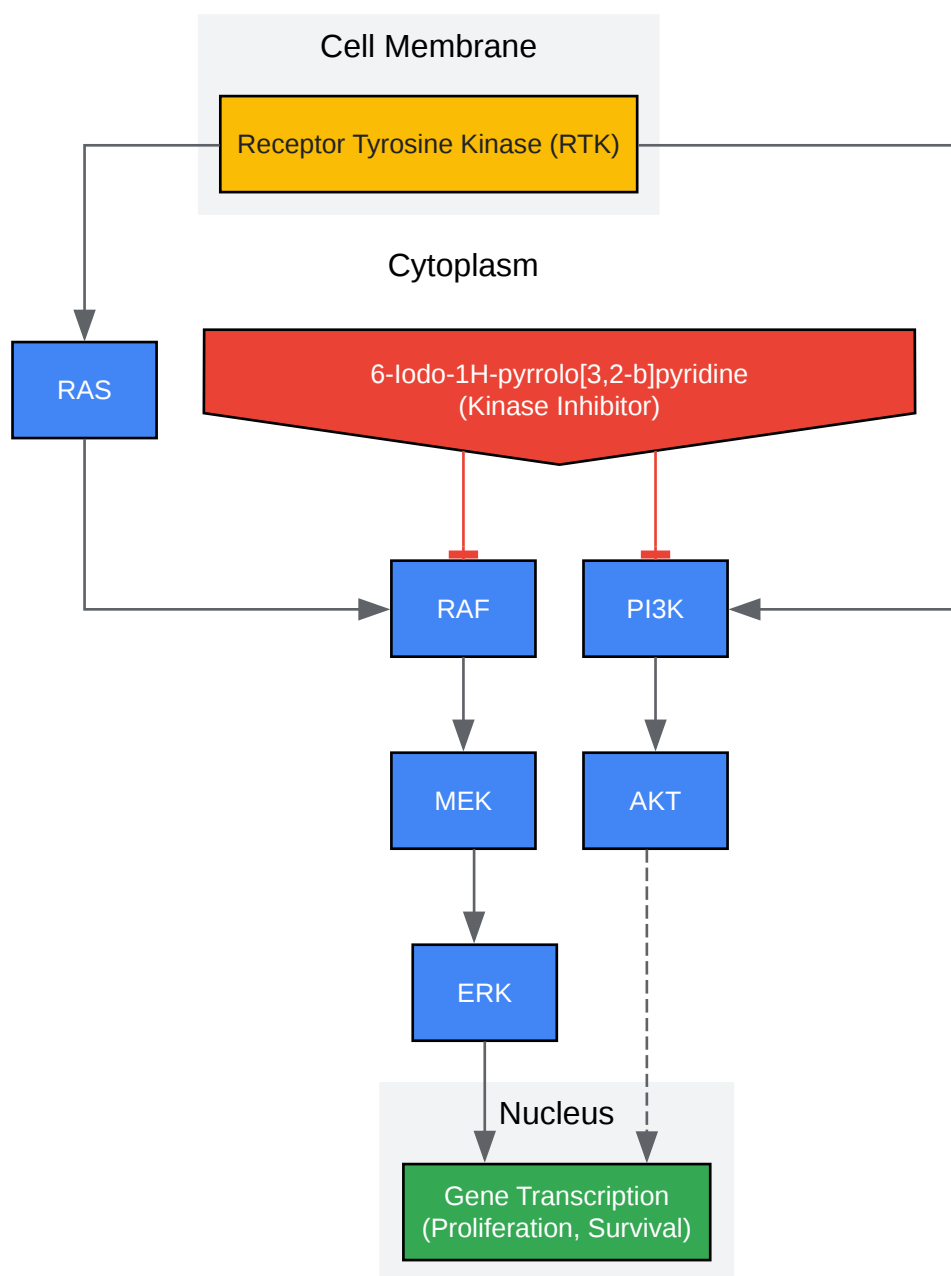 Cell Membrane
Receptor Tyrosine Kinase (RTK)
Cytoplasm
RAS
6-Iodo-1H-pyrrolo[3,2-b]pyridine
(Kinase Inhibitor)
RAF
PI3K
MEK
AKT
ERK
Nucleus
Gene Transcription
(Proliferation, Survival)